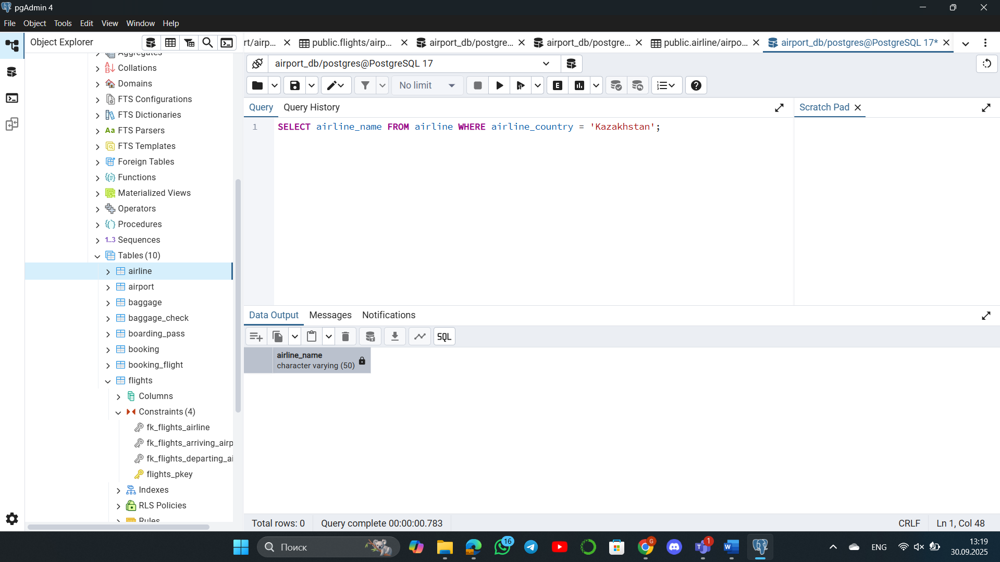 pgAdmin 4
File Object Tools Edit View Window Help
Object Explorer
rt/airp...
public.flights/airp...
airport_db/postgre...
airport_db/postgre...
public.airline/airpo...
airport_db/postgres@PostgreSQL 17*
airport_db/postgres@PostgreSQL 17
No limit
E
Query
Query History
Scratch Pad
1 SELECT airline_name FROM airline WHERE airline_country = 'Kazakhstan';
Aggregates
Collations
Domains
FTS Configurations
FTS Dictionaries
Aa FTS Parsers
FTS Templates
Foreign Tables
Functions
Materialized Views
Operators
Procedures
1..3 Sequences
Tables (10)
airline
airport
baggage
baggage_check
boarding_pass
booking
booking_flight
flights
Columns
Constraints (4)
fk_flights_airline
fk_flights_arriving_airp
fk_flights_departing_ai
flights_pkey
Indexes
RLS Policies
Rules
Data Output
Messages
Notifications
SQL
airline_name
character varying (50)
Total rows: 0
Query complete 00:00:00.783
CRLF
Ln 1, Col 48
Поиск
16
G
1
ENG
13:19
30.09.2025